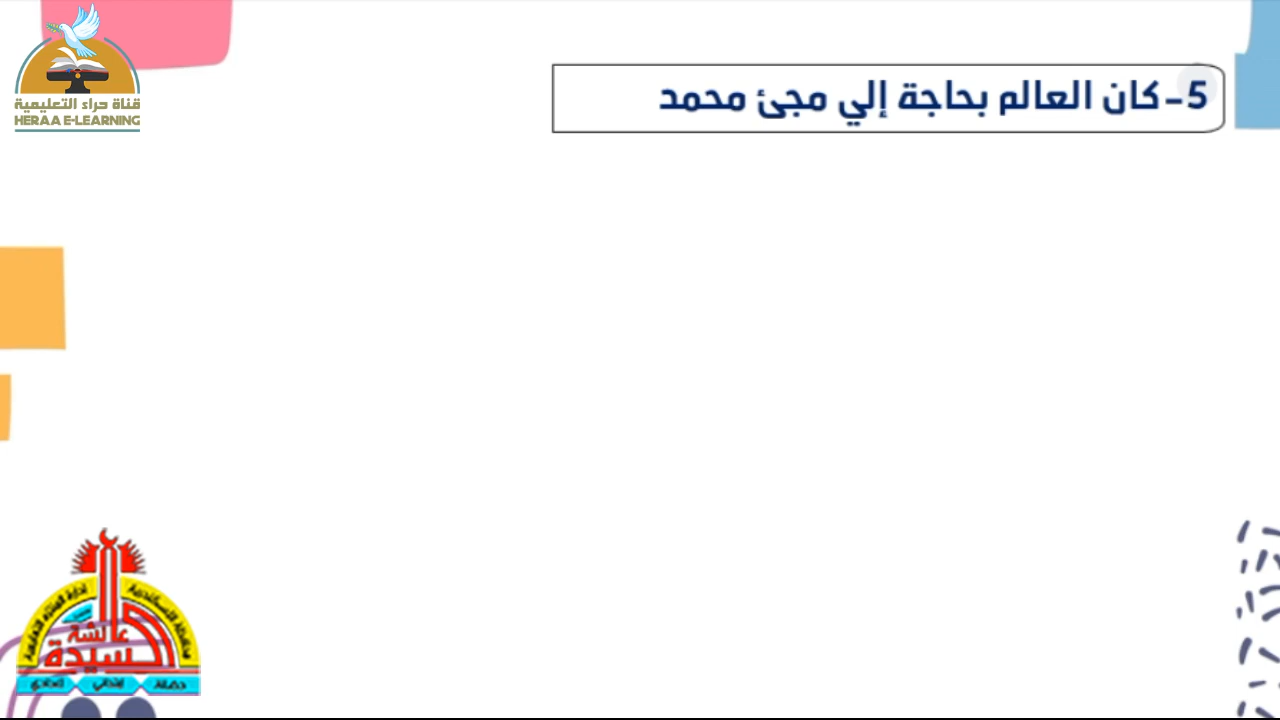 قناة حراء التعليمية
HERAA E-LEARNING
5- كان العالم بحاجة إلي مجئ محمد
عائشة
السيدة